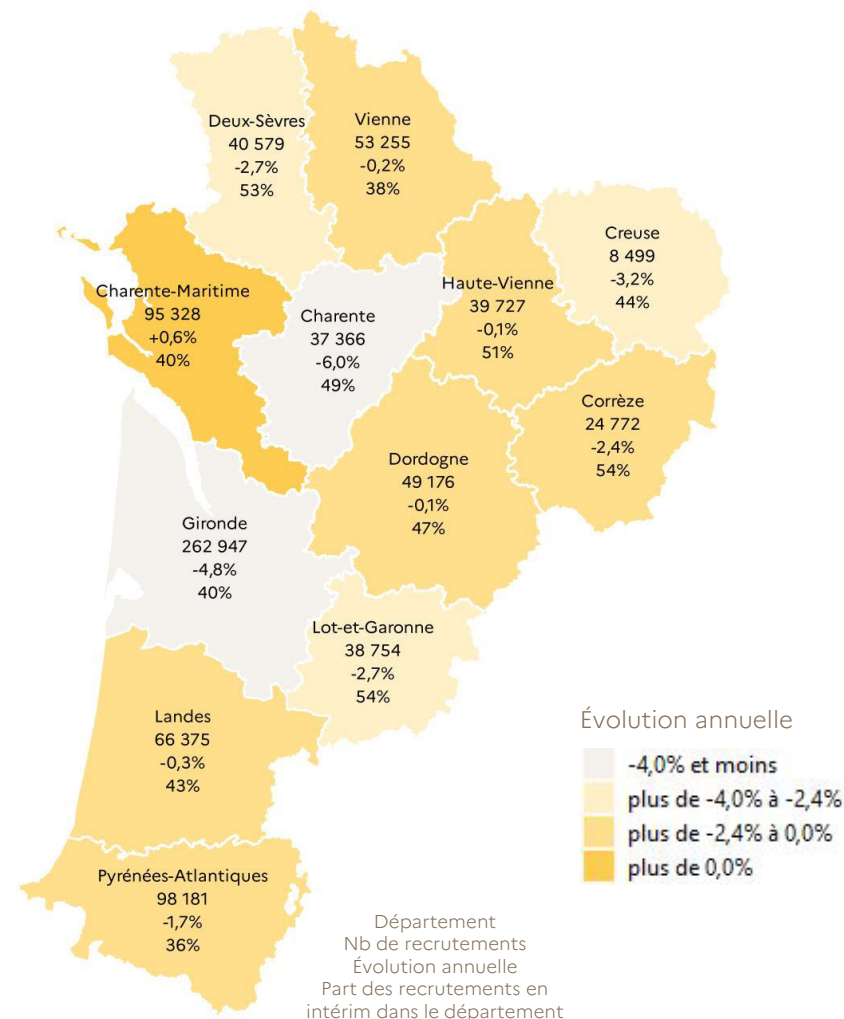 Deux-Sèvres
40 579
-2,7%
53%
Vienne
53 255
-0,2%
38%
Creuse
8 499
-3,2%
44%
Charente-Maritime
95 328
+0,6%
40%
Charente
37 366
-6,0%
49%
Haute-Vienne
39 727
-0,1%
51%
Corrèze
24 772
-2,4%
54%
Dordogne
49 176
-0,1%
47%
Gironde
262 947
-4,8%
40%
Lot-et-Garonne
38 754
-2,7%
54%
Landes
66 375
-0,3%
43%
Pyrénées-Atlantiques
98 181
-1,7%
36%
Évolution annuelle
-4,0% et moins
plus de -4,0% à -2,4%
plus de -2,4% à 0,0%
plus de 0,0%
Département
Nb de recrutements
Évolution annuelle
Part des recrutements en
intérim dans le département